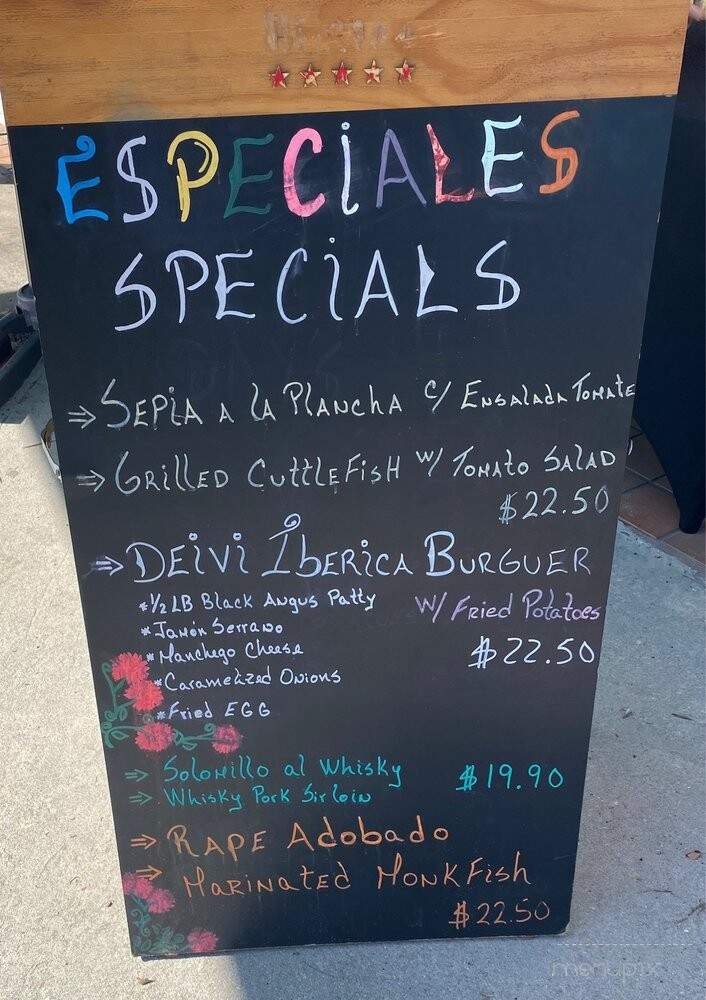 ESPECiALES
SPECiALS
⇒ SEPiA A LA PlanchA c/ EnsaladA TomATE
⇒ GRillED CuttleFisH w/ Tomato SALAD
$22.50
⇒ DEiVi IbERiCA BURGUER
*1/2 LB Black Angus Patty
w/ Fried Potatoes
*Jamón Serrano
*Manchego Cheese
$22.50
*Caramelized Onions
*Fried EGG
⇒ Solomillo al Whisky
$19.90
⇒ Whisky Pork Sirloin
⇒ RAPE Adobado
⇒ MaRiNatEd MonkFish
$22.50
menupix